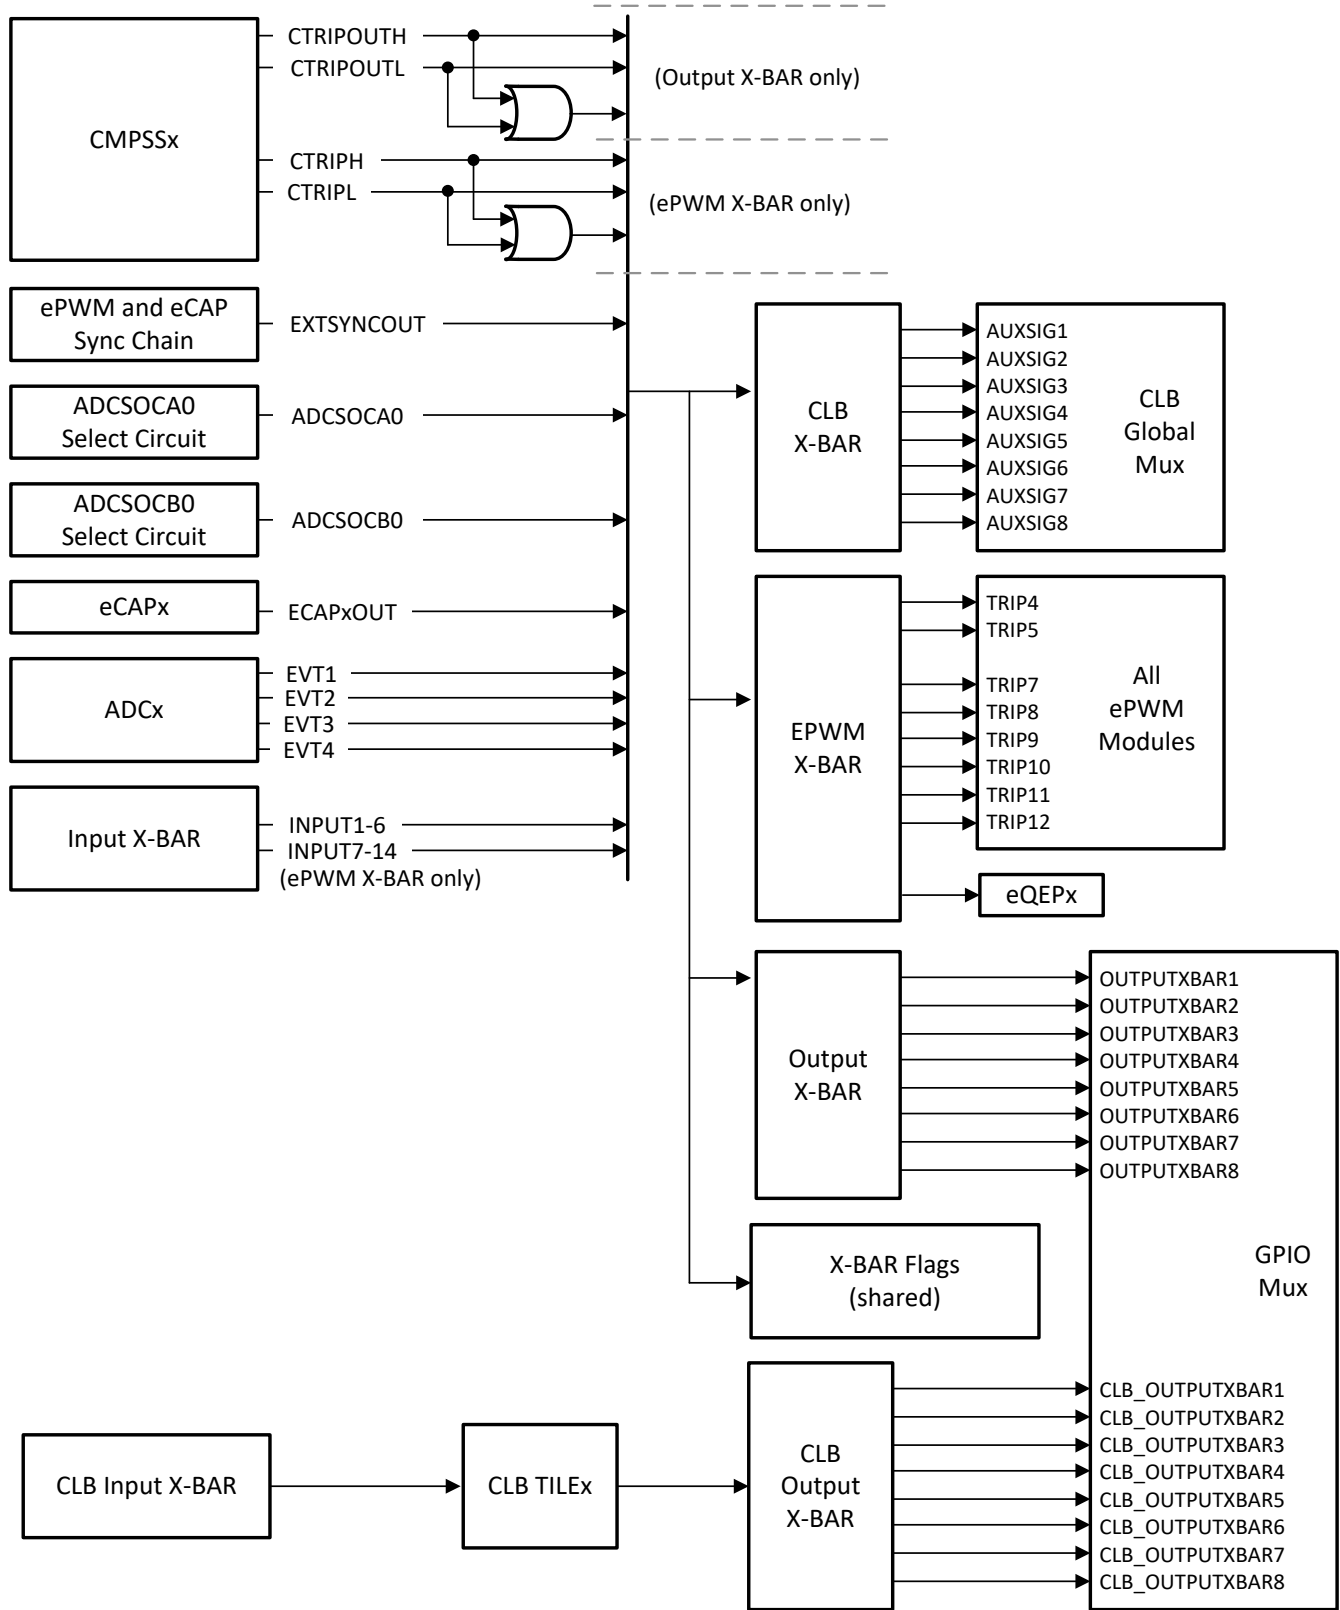 CMPSSx
CTRIPOUTH
CTRIPOUTL
(Output X-BAR only)
CTRIPH
CTRIPL
(ePWM X-BAR only)
ePWM and eCAP
Sync Chain
EXTSYNCOUT
ADCSOCA0
Select Circuit
ADCSOCA0
ADCSOCB0
Select Circuit
ADCSOCB0
eCAPx
ECAPxOUT
ADCx
EVT1
EVT2
EVT3
EVT4
Input X-BAR
INPUT1-6
INPUT7-14
(ePWM X-BAR only)
CLB
X-BAR
AUXSIG1
AUXSIG2
AUXSIG3
AUXSIG4
AUXSIG5
AUXSIG6
AUXSIG7
AUXSIG8
CLB
Global
Mux
EPWM
X-BAR
TRIP4
TRIP5
TRIP7
TRIP8
TRIP9
TRIP10
TRIP11
TRIP12
All
ePWM
Modules
eQEPx
Output
X-BAR
OUTPUTXBAR1
OUTPUTXBAR2
OUTPUTXBAR3
OUTPUTXBAR4
OUTPUTXBAR5
OUTPUTXBAR6
OUTPUTXBAR7
OUTPUTXBAR8
X-BAR Flags
(shared)
GPIO
Mux
CLB Input X-BAR
CLB TILEx
CLB
Output
X-BAR
CLB_OUTPUTXBAR1
CLB_OUTPUTXBAR2
CLB_OUTPUTXBAR3
CLB_OUTPUTXBAR4
CLB_OUTPUTXBAR5
CLB_OUTPUTXBAR6
CLB_OUTPUTXBAR7
CLB_OUTPUTXBAR8